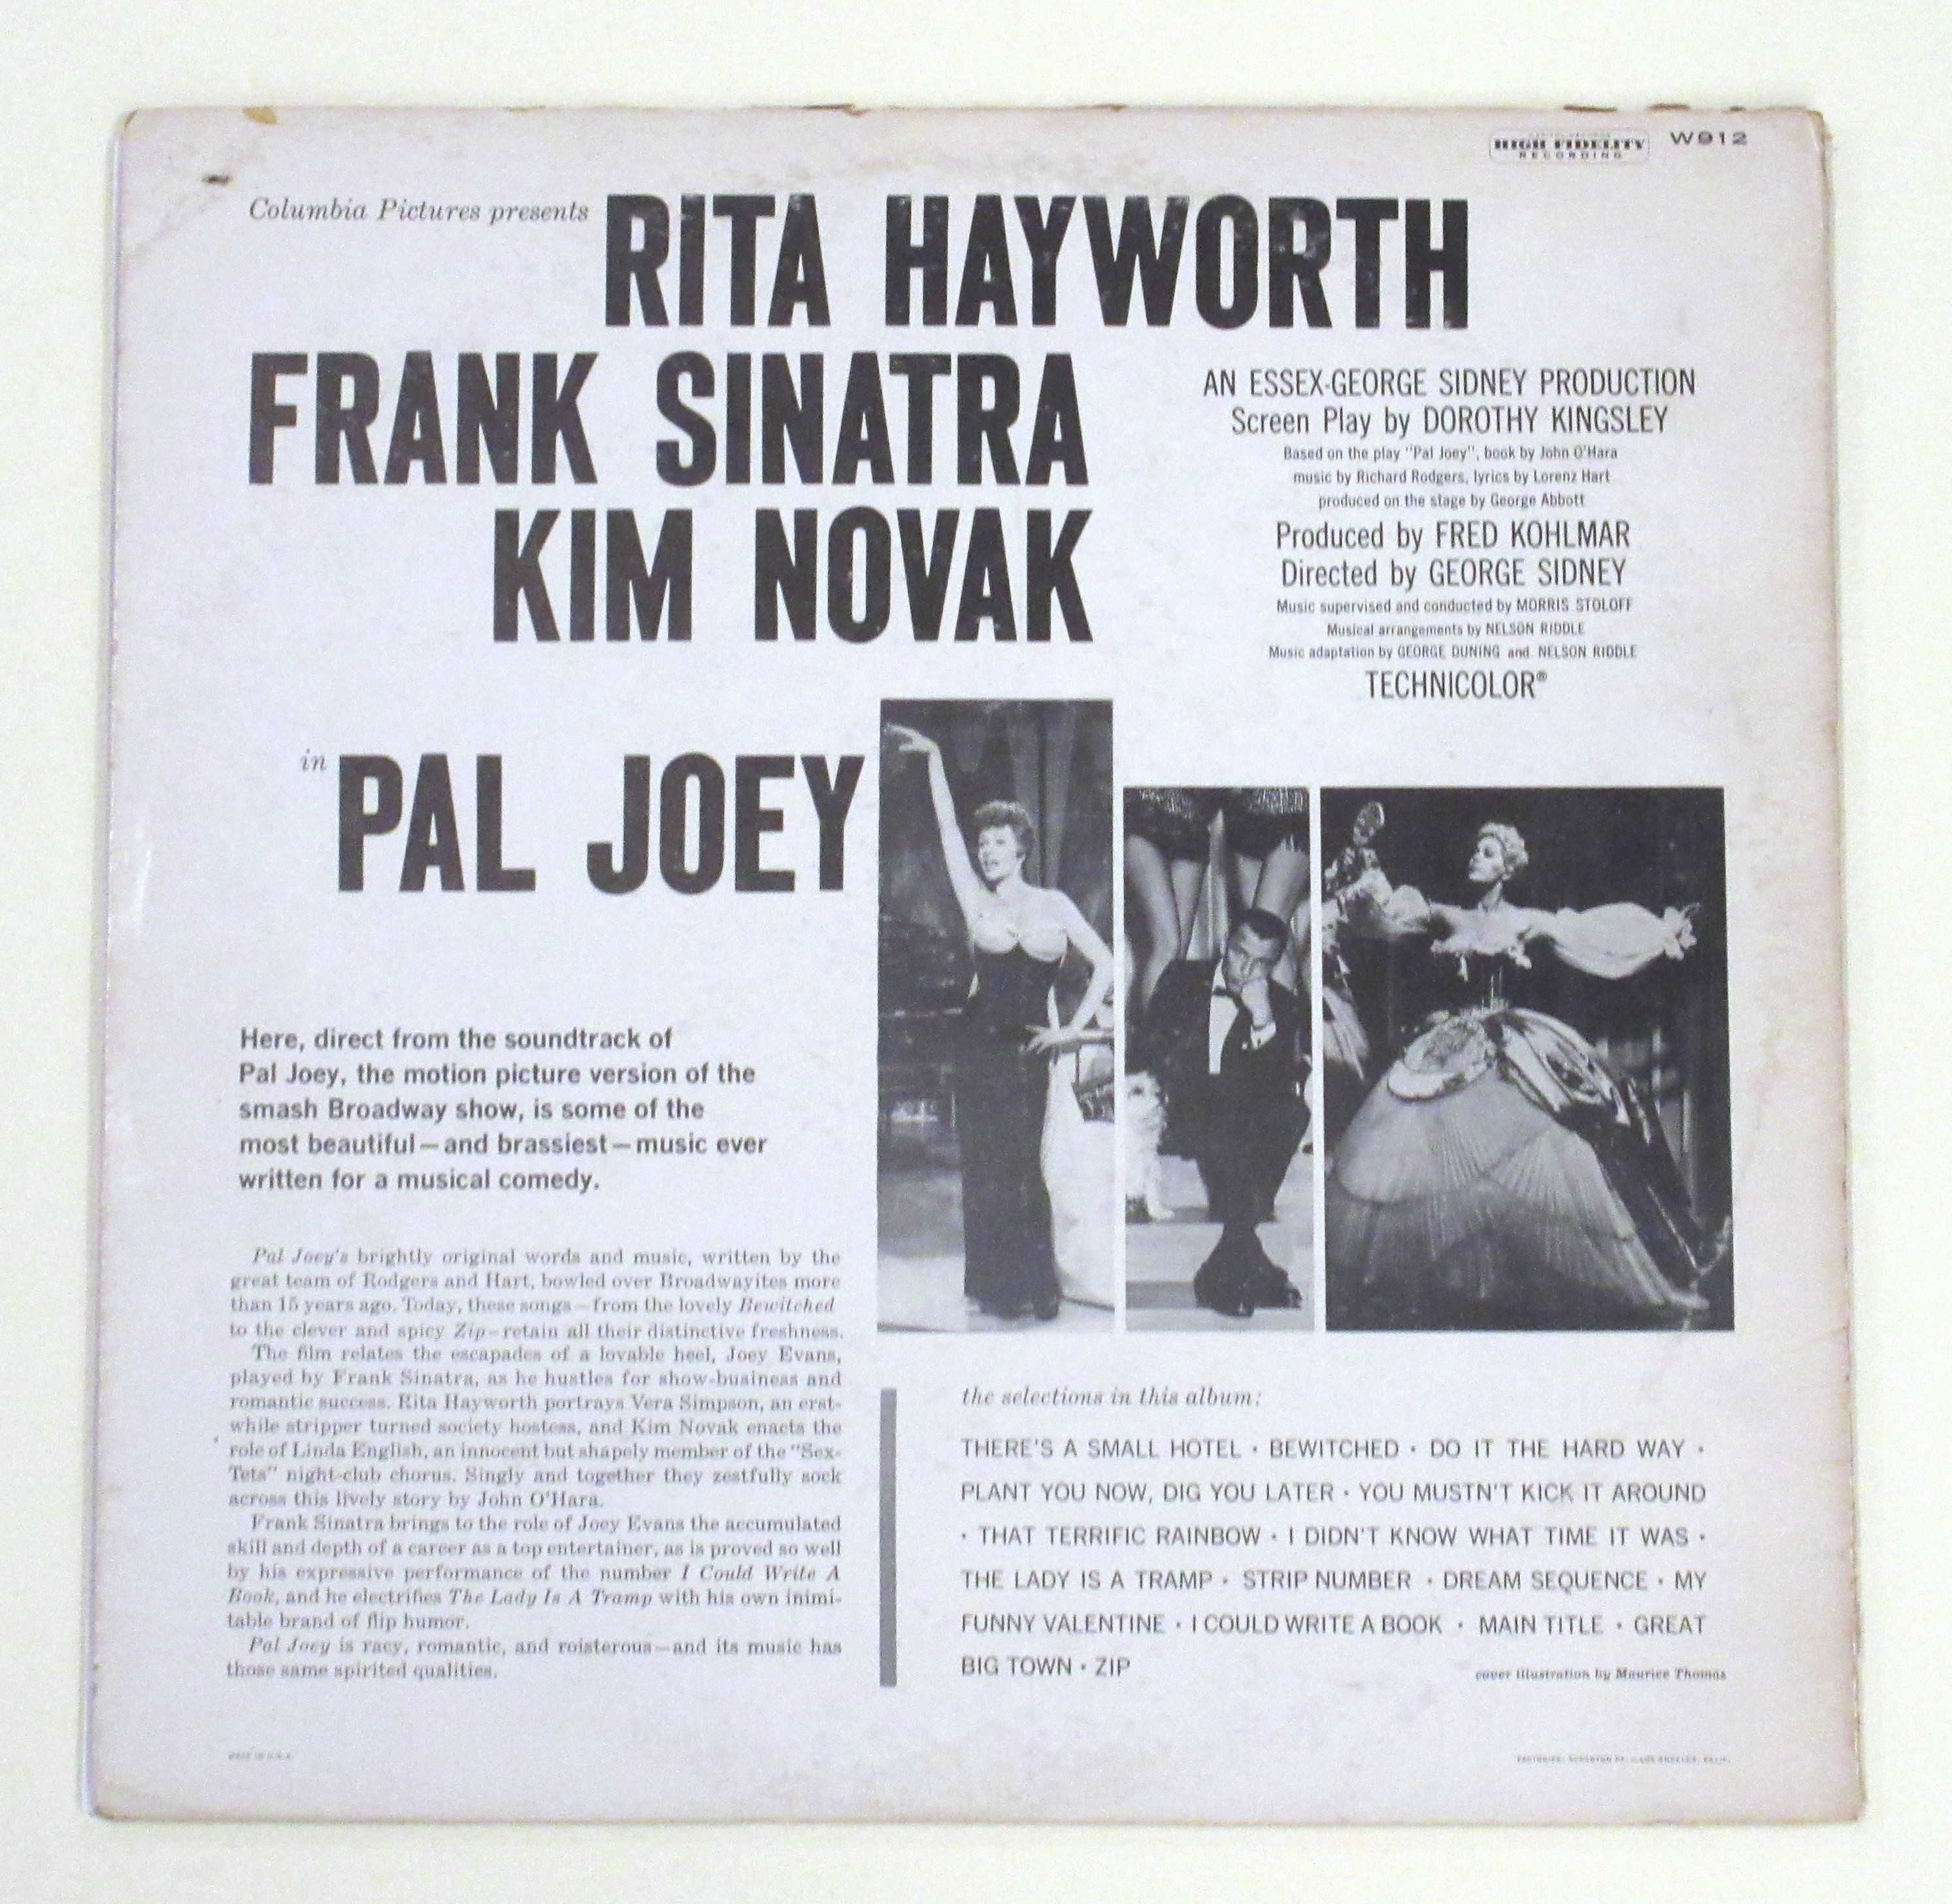 HIGH FIDELITY
RECORDING
W912
Columbia Pictures presents RITA HAYWORTH
FRANK SINATRA
KIM NOVAK
AN ESSEX-GEORGE SIDNEY PRODUCTION
Screen Play by DOROTHY KINGSLEY
Based on the play "Pal Joey", book by John O'Hara
music by Richard Rodgers, lyrics by Lorenz Hart
produced on the stage by George Abbott
Produced by FRED KOHLMAR
Directed by GEORGE SIDNEY
Music supervised and conducted by MORRIS STOLOFF
Musical arrangements by NELSON RIDDLE
Music adaptation by GEORGE DUNING and NELSON RIDDLE
TECHNICOLOR®
in PAL JOEY
Here, direct from the soundtrack of
Pal Joey, the motion picture version of the
smash Broadway show, is some of the
most beautiful—and brassiest—music ever
written for a musical comedy.
Pal Joey's brightly original words and music, written by the
great team of Rodgers and Hart, bowled over Broadwayites more
than 15 years ago. Today, these songs—from the lovely Bewitched
to the clever and spicy Zip—retain all their distinctive freshness.
The film relates the escapades of a lovable heel, Joey Evans,
played by Frank Sinatra, as he hustles for show-business and
romantic success. Rita Hayworth portrays Vera Simpson, an erst-
while stripper turned society hostess, and Kim Novak enacts the
role of Linda English, an innocent but shapely member of the "Sex-
Tets" night-club chorus. Singly and together they zestfully sock
across this lively story by John O'Hara.
Frank Sinatra brings to the role of Joey Evans the accumulated
skill and depth of a career as a top entertainer, as is proved so well
by his expressive performance of the number I Could Write A
Book, and he electrifies The Lady Is A Tramp with his own inimi-
table brand of flip humor.
Pal Joey is racy, romantic, and roisterous—and its music has
those same spirited qualities.
the selections in this album:
THERE'S A SMALL HOTEL · BEWITCHED · DO IT THE HARD WAY ·
PLANT YOU NOW, DIG YOU LATER · YOU MUSTN'T KICK IT AROUND
· THAT TERRIFIC RAINBOW · I DIDN'T KNOW WHAT TIME IT WAS ·
THE LADY IS A TRAMP · STRIP NUMBER · DREAM SEQUENCE · MY
FUNNY VALENTINE · I COULD WRITE A BOOK · MAIN TITLE · GREAT
BIG TOWN · ZIP
cover illustration by Maurice Thomas
MADE IN U.S.A.
FACTORIES: SCRANTON, PA.—LOS ANGELES, CALIF.